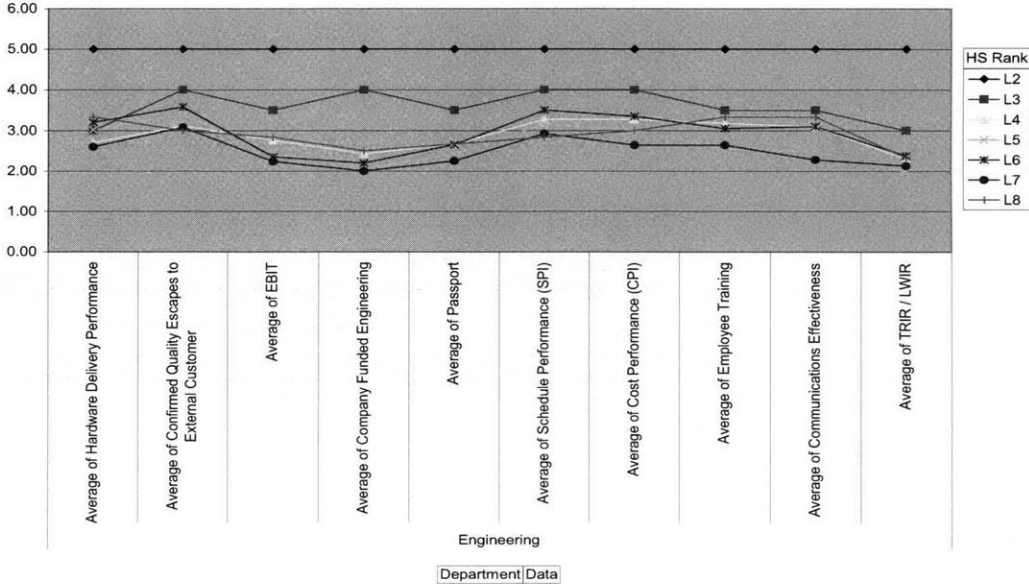 6.00
5.00
4.00
3.00
2.00
1.00
0.00
HS Rank
L2
L3
L4
L5
L6
L7
L8
Average of Hardware Delivery Performance
Average of Confirmed Quality Escapes to
External Customer
Average of EBIT
Average of Company Funded Engineering
Average of Passport
Average of Schedule Performance (SPI)
Average of Cost Performance (CPI)
Average of Employee Training
Average of Communications Effectiveness
Average of TRIR / LWIR
Engineering
Department Data